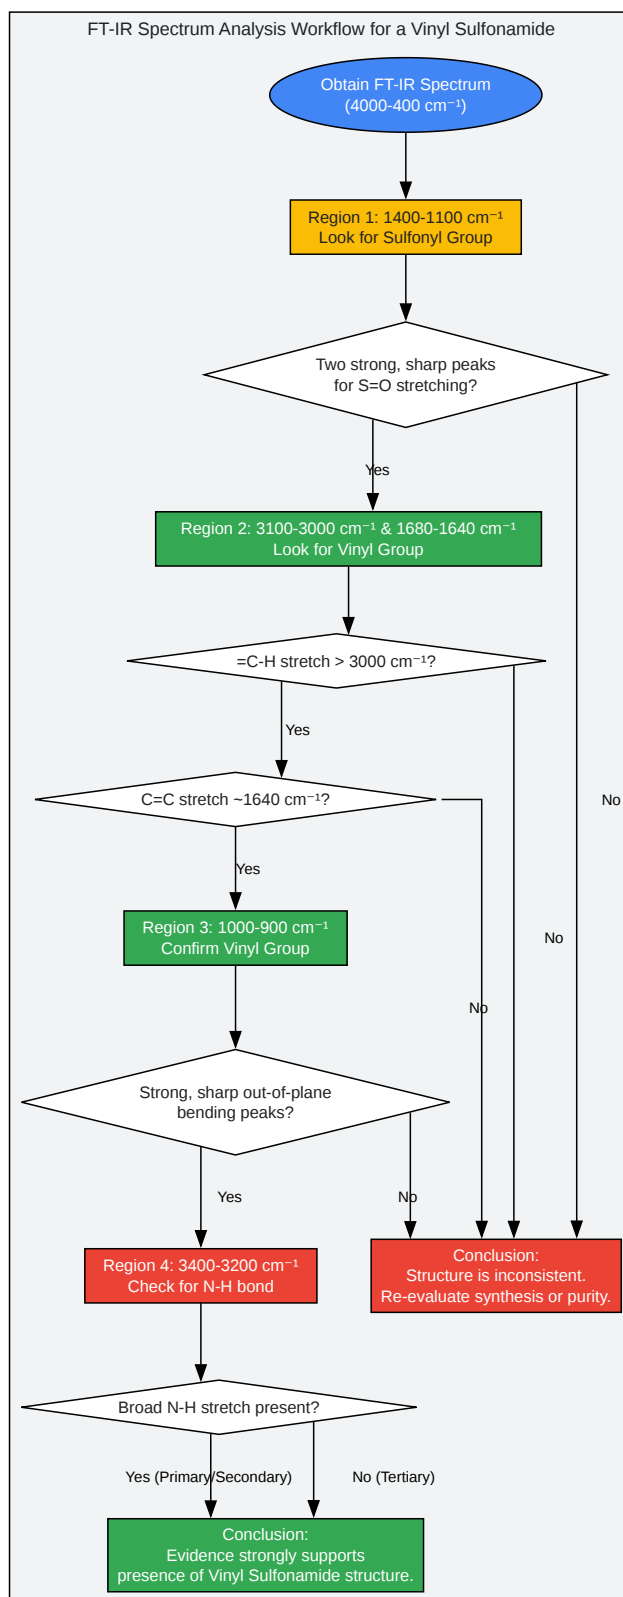 FT-IR Spectrum Analysis Workflow for a Vinyl Sulfonamide
Obtain FT-IR Spectrum
(4000-400 cm⁻¹)
Region 1: 1400-1100 cm⁻¹
Look for Sulfonyl Group
Two strong, sharp peaks
for S=O stretching?
Yes
Region 2: 3100-3000 cm⁻¹ & 1680-1640 cm⁻¹
Look for Vinyl Group
=C-H stretch > 3000 cm⁻¹?
Yes
C=C stretch ~1640 cm⁻¹?
No
Yes
Region 3: 1000-900 cm⁻¹
Confirm Vinyl Group
No
No
Strong, sharp out-of-plane
bending peaks?
Yes
No
Region 4: 3400-3200 cm⁻¹
Check for N-H bond
Conclusion:
Structure is inconsistent.
Re-evaluate synthesis or purity.
Broad N-H stretch present?
Yes (Primary/Secondary)
No (Tertiary)
Conclusion:
Evidence strongly supports
presence of Vinyl Sulfonamide structure.